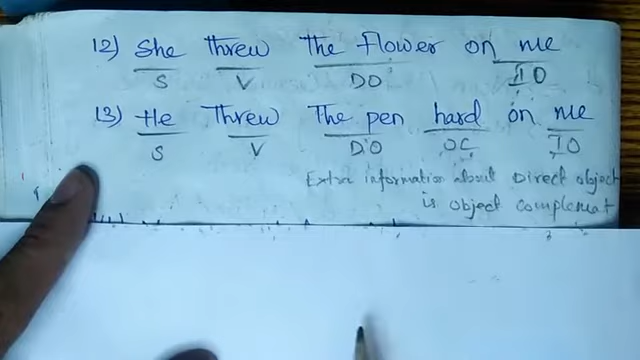 12) She Threw The flower on me
S V DO IO
13) He Threw The pen hard on me
S V DO OC IO
Extra information about Direct object
is object complemat